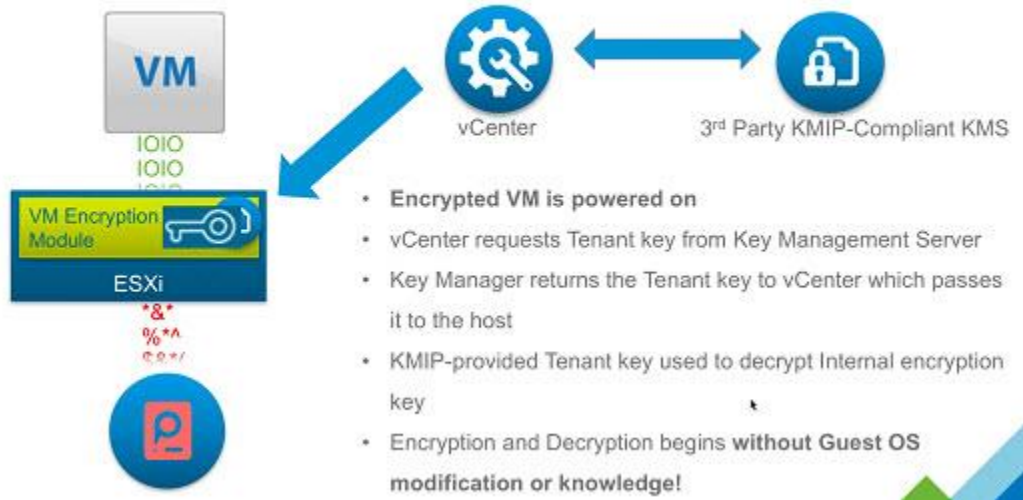 VM
IOIO
IOIO
IOIO
vCenter
3rd Party KMIP-Compliant KMS
VM Encryption
Module
ESXi
*&*
%*^
• Encrypted VM is powered on
• vCenter requests Tenant key from Key Management Server
• Key Manager returns the Tenant key to vCenter which passes
it to the host
• KMIP-provided Tenant key used to decrypt Internal encryption
key
• Encryption and Decryption begins without Guest OS
modification or knowledge!